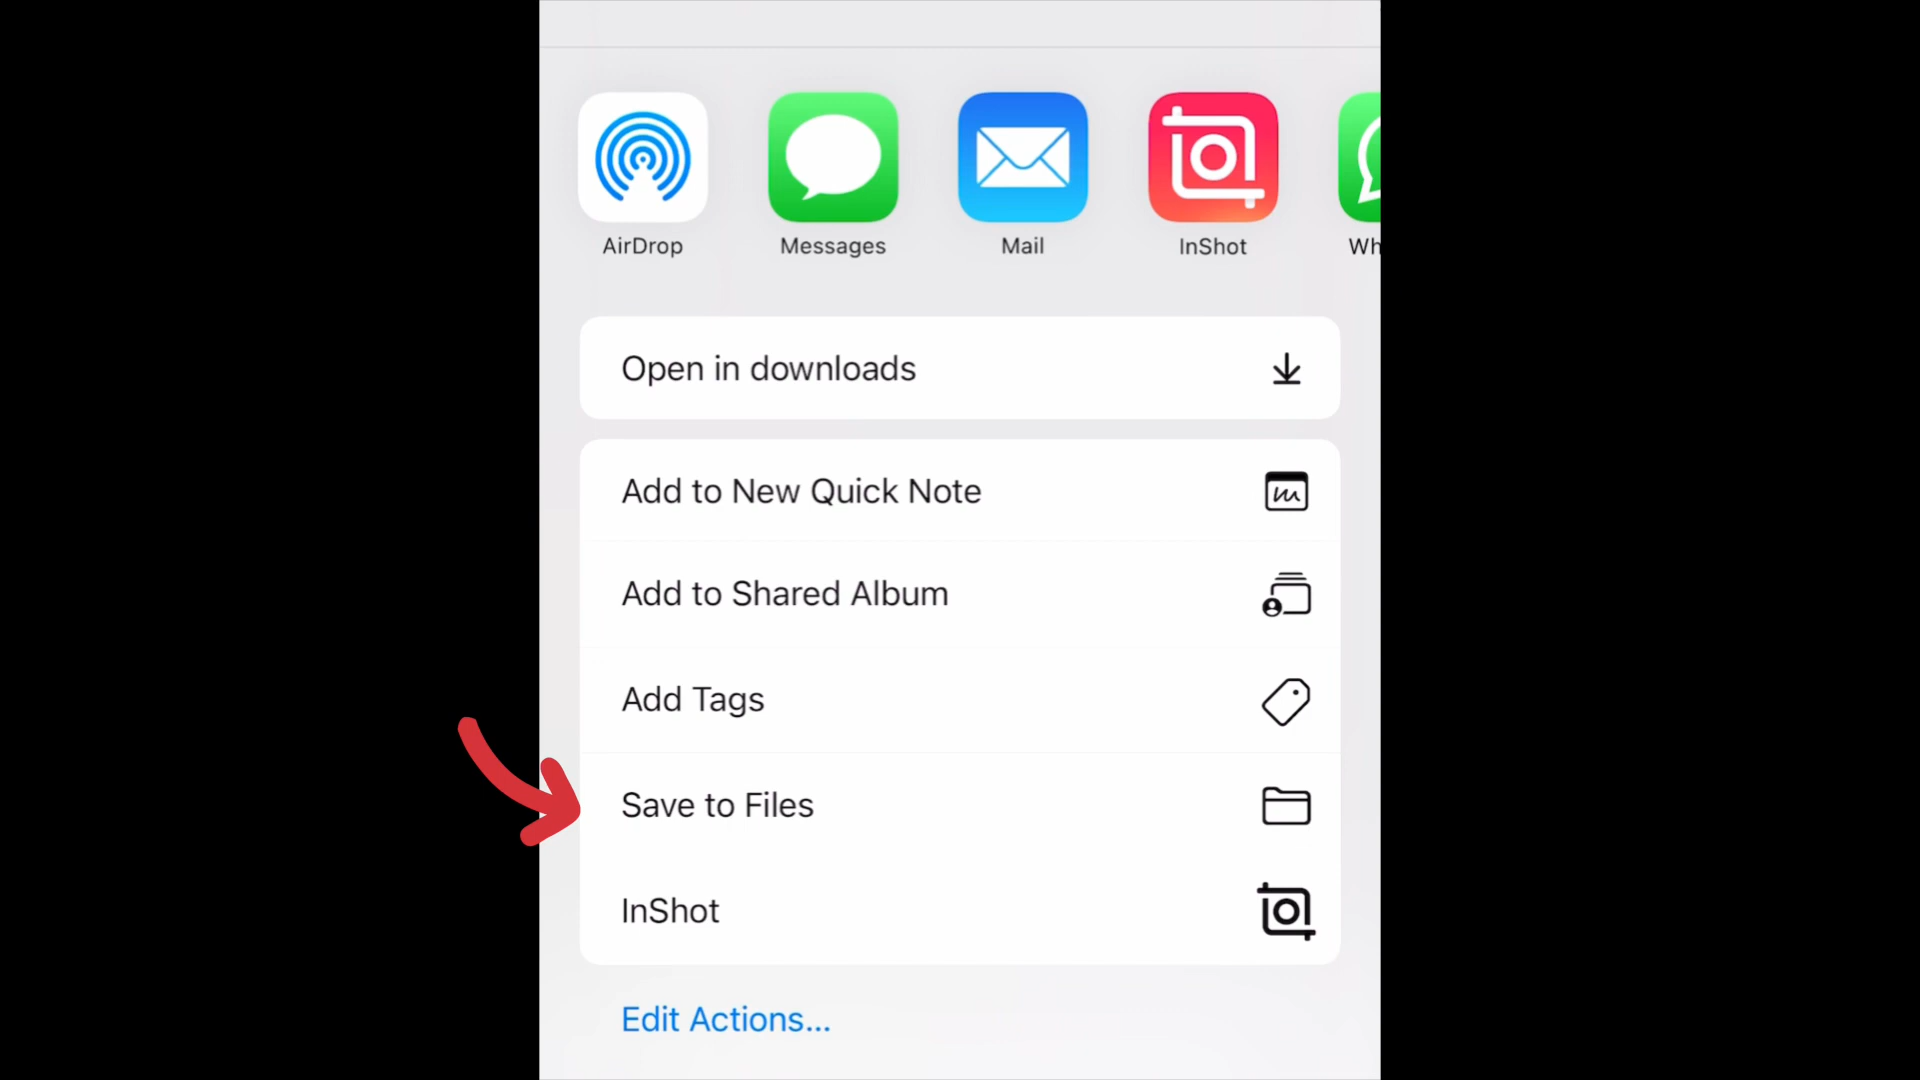 AirDrop
Messages
Mail
InShot
Wh
Open in downloads
Add to New Quick Note
Add to Shared Album
Add Tags
Save to Files
InShot
Edit Actions...